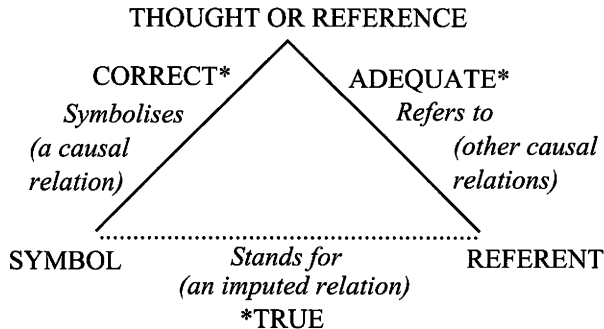 THOUGHT OR REFERENCE
CORRECT*
ADEQUATE*
Symbolises
Refers to
(a causal
relation)
(other causal
relations)
SYMBOL
Stands for
REFERENT
(an imputed relation)
*TRUE